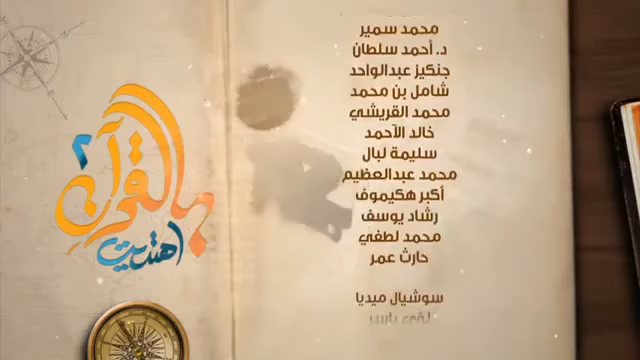 محمد سمير
د. أحمد سلطان
جنكيز عبدالواحد
شامل بن محمد
محمد القريشي
خالد الأحمد
سليمة لبال
محمد عبدالعظيم
أكبر هكيموف
رشاد يوسف
محمد لطفي
حارث عمر
سوشيال ميديا
بالقرآن
اهتديت
٢